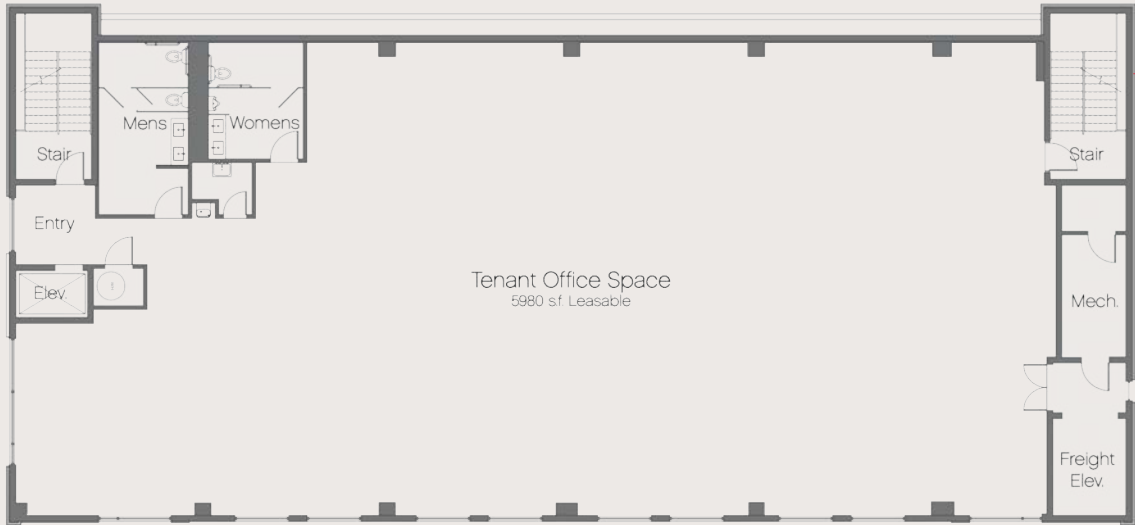 Mens
Womens
Stair
Stair
Entry
Tenant Office Space
5980 s.f. Leasable
Elev.
Mech.
Freight
Elev.